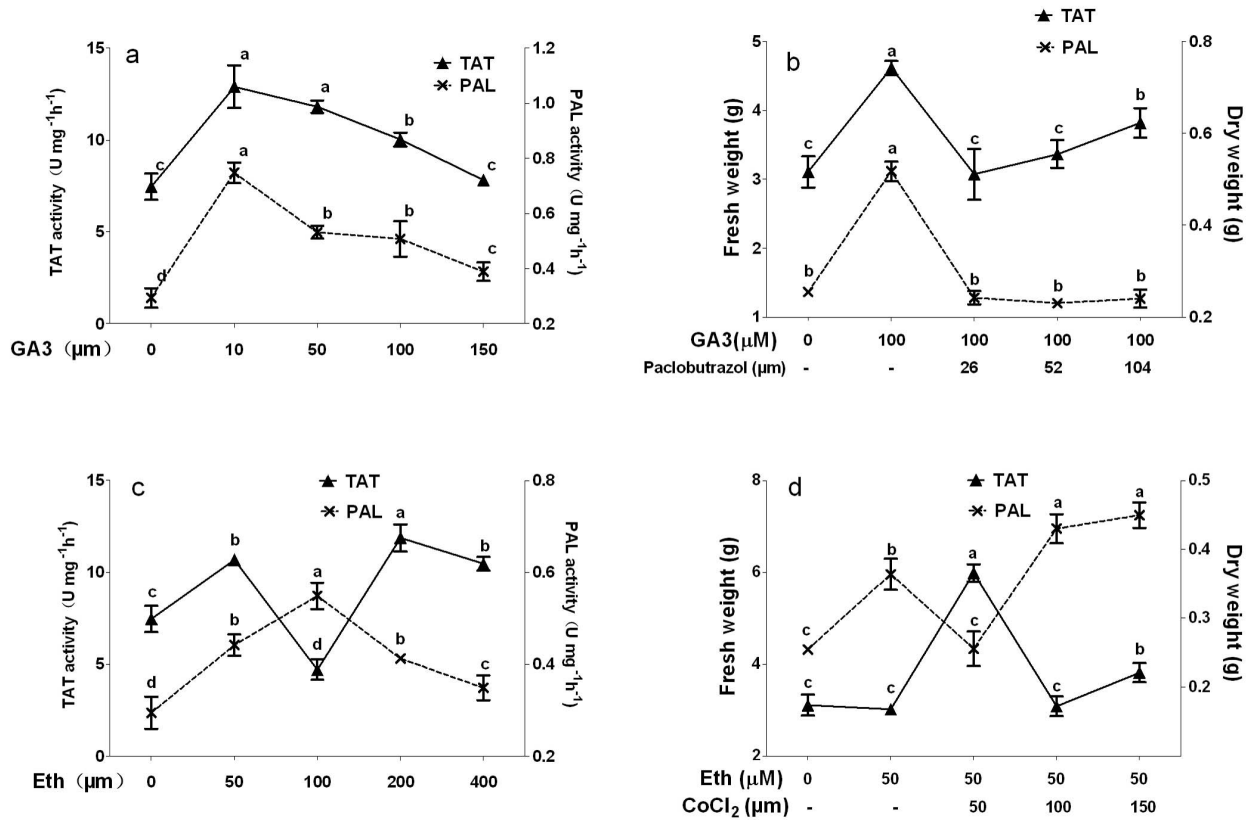 a
TAT
PAL
TAT activity (U mg-1h-1)
PAL activity (U mg-1h-1)
15
10
5
0
1.2
1.0
0.8
0.6
0.4
0.2
c a a b c
d a b b c
GA3 (μm) 0 10 50 100 150
b
TAT
PAL
Fresh weight (g)
Dry weight (g)
5
4
3
2
1
0.8
0.6
0.4
0.2
c a c c b
b a b b b
GA3(μM) 0 100 100 100 100
Paclobutrazol (μm) - - 26 52 104
c
TAT
PAL
TAT activity (U mg-1h-1)
PAL activity (U mg-1h-1)
15
10
5
0
0.8
0.6
0.4
0.2
c b d a b
d b a b c
Eth (μm) 0 50 100 200 400
d
TAT
PAL
Fresh weight (g)
Dry weight (g)
8
6
4
2
0.5
0.4
0.3
0.2
c c a c b
c b c a a
Eth (μM) 0 50 50 50 50
CoCl2 (μm) - - 50 100 150